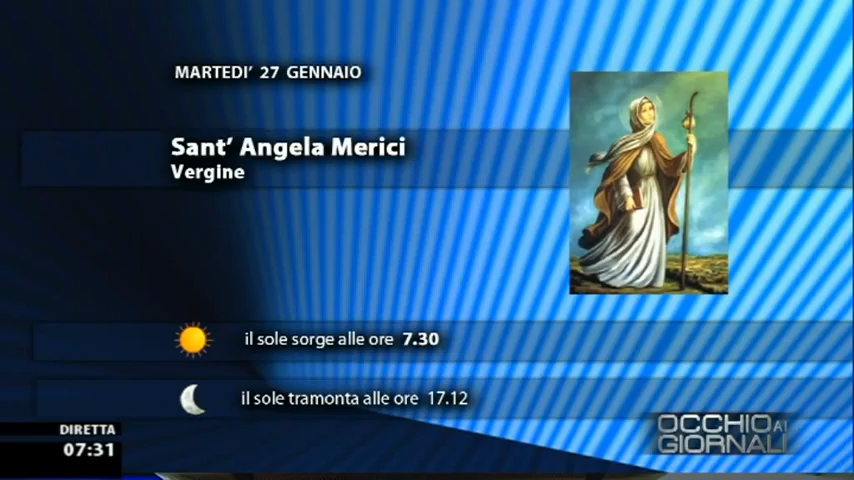 MARTEDI' 27 GENNAIO
Sant' Angela Merici
Vergine
il sole sorge alle ore 7.30
il sole tramonta alle ore 17.12
DIRETTA
07:31
OCCHIO AI
GIORNALI